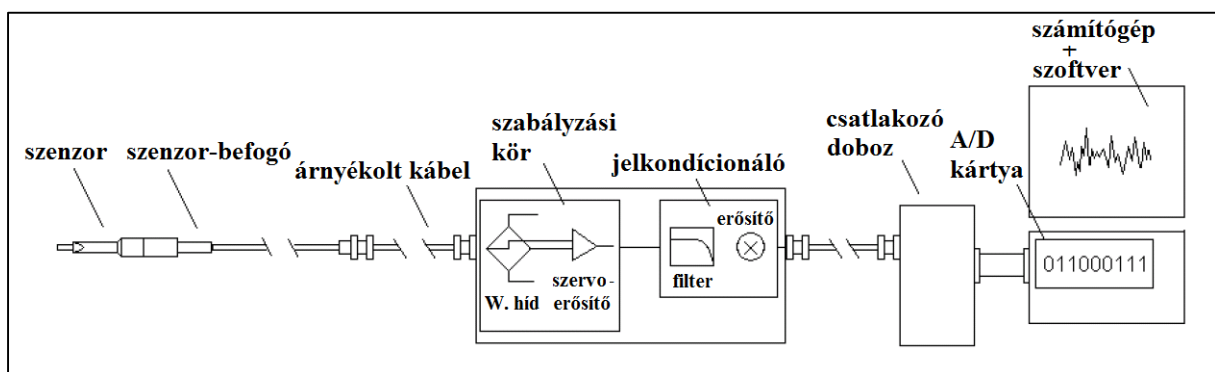 szenzor
szenzor-befogó
árnyékolt kábel
szabályzási
kör
W. híd
szervo-
erősítő
jelkondícionáló
erősítő
filter
csatlakozó
doboz
A/D
kártya
számítógép
+
szoftver
011000111